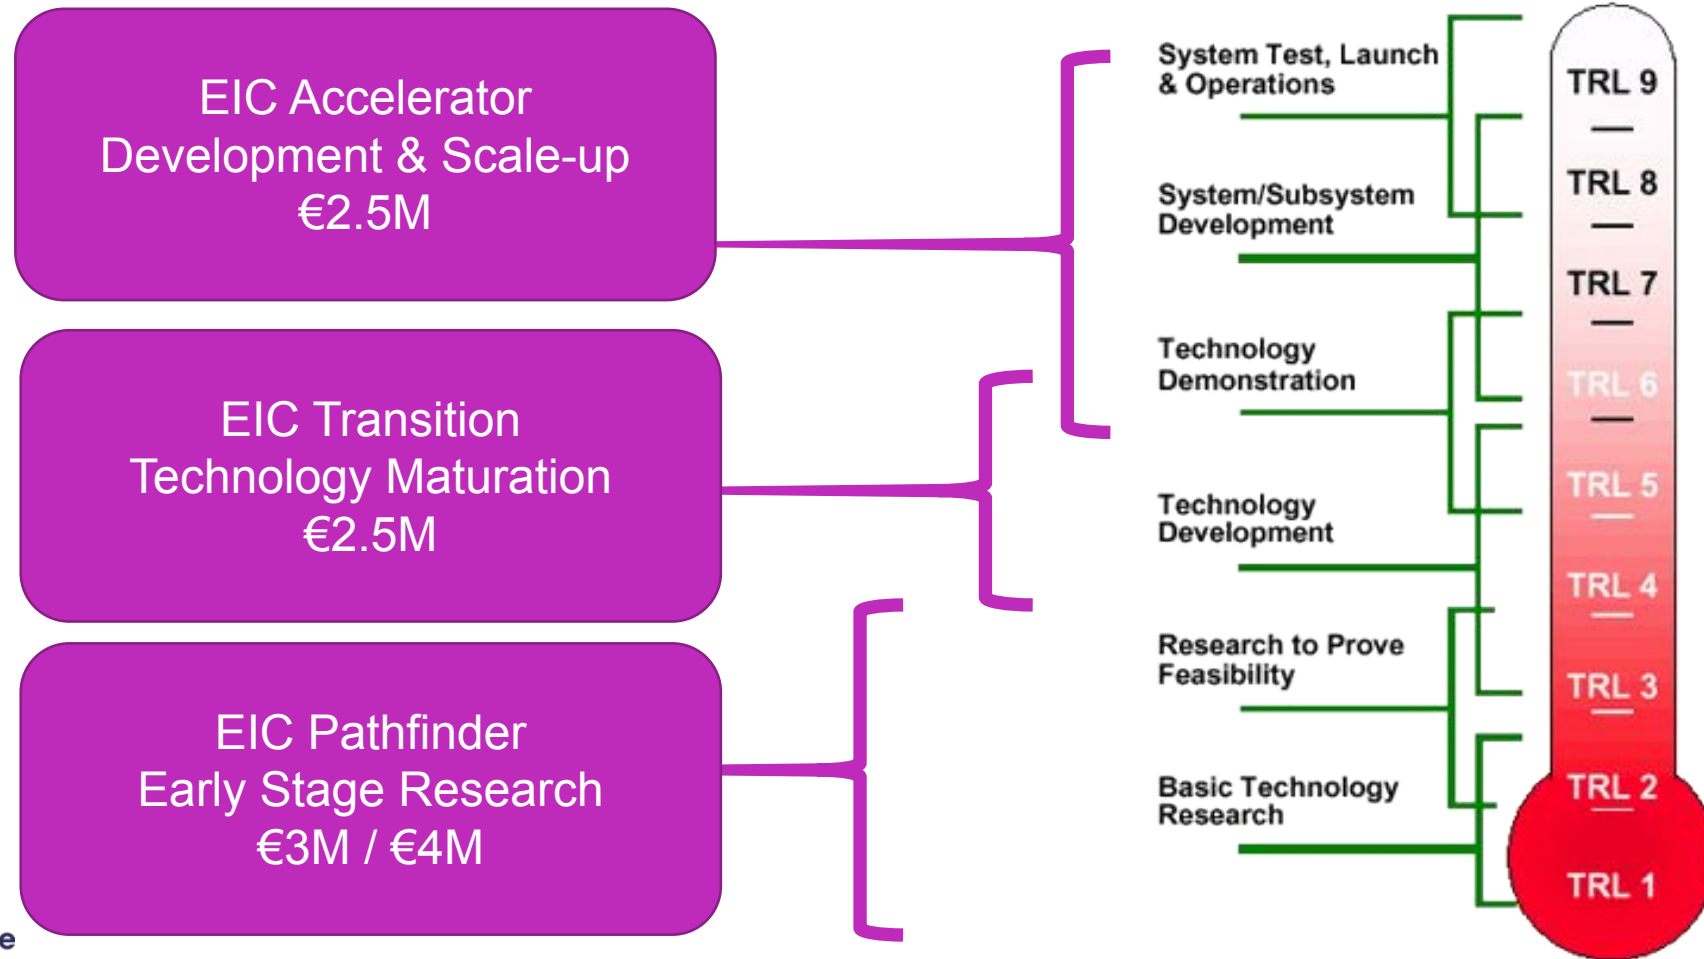 EIC Accelerator
Development & Scale-up
€2.5M
EIC Transition
Technology Maturation
€2.5M
EIC Pathfinder
Early Stage Research
€3M / €4M
e
System Test, Launch
& Operations
System/Subsystem
Development
Technology
Demonstration
Technology
Development
Research to Prove
Feasibility
Basic Technology
Research
TRL 9
TRL 8
TRL 7
TRL 6
TRL 5
TRL 4
TRL 3
TRL 2
TRL 1